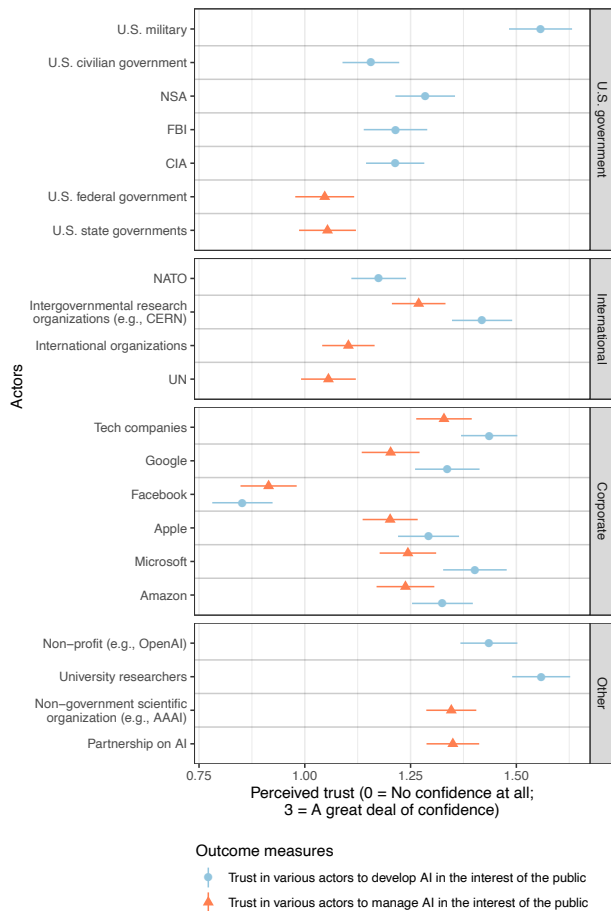 U.S. military
U.S. civilian government
NSA
FBI
CIA
U.S. federal government
U.S. state governments
U.S. government
NATO
Intergovernmental research
organizations (e.g., CERN)
International organizations
UN
International
Actors
Tech companies
Google
Facebook
Apple
Microsoft
Amazon
Corporate
Non−profit (e.g., OpenAI)
University researchers
Non−government scientific
organization (e.g., AAAI)
Partnership on AI
Other
0.75 1.00 1.25 1.50
Perceived trust (0 = No confidence at all;
3 = A great deal of confidence)
Outcome measures
Trust in various actors to develop AI in the interest of the public
Trust in various actors to manage AI in the interest of the public